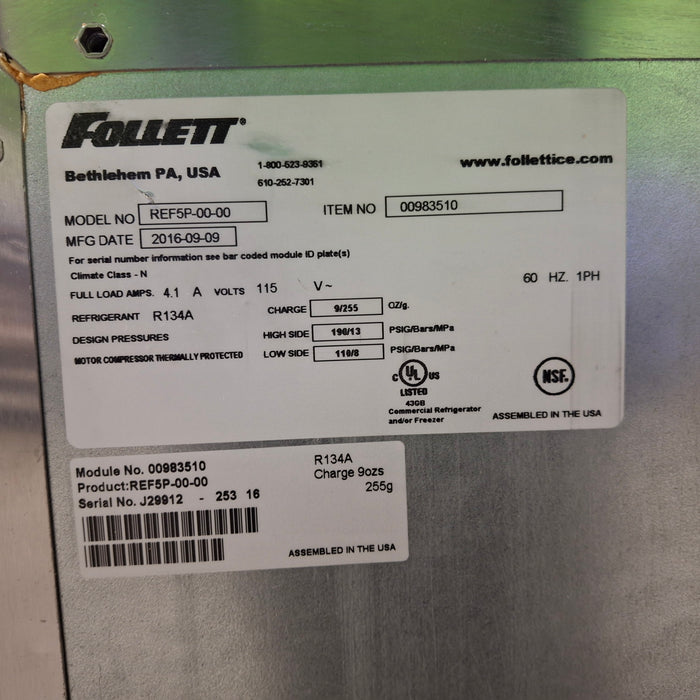 FOLLETT®
Bethlehem PA, USA
1-800-523-9361
610-252-7301
www.follettice.com
MODEL NO REF5P-00-00
ITEM NO 00983510
MFG DATE 2016-09-09
For serial number information see bar coded module ID plate(s)
Climate Class - N
FULL LOAD AMPS. 4.1 A VOLTS 115 V~ 60 HZ. 1PH
REFRIGERANT R134A CHARGE 9/255 OZ/g.
DESIGN PRESSURES HIGH SIDE 190/13 PSIG/Bars/MPa
MOTOR COMPRESSOR THERMALLY PROTECTED LOW SIDE 110/8 PSIG/Bars/MPa
C UL US
LISTED
43GB
Commercial Refrigerator
and/or Freezer
NSF.
ASSEMBLED IN THE USA
Module No. 00983510
Product:REF5P-00-00
Serial No. J29912 - 253 16
R134A
Charge 9ozs
255g
ASSEMBLED IN THE USA